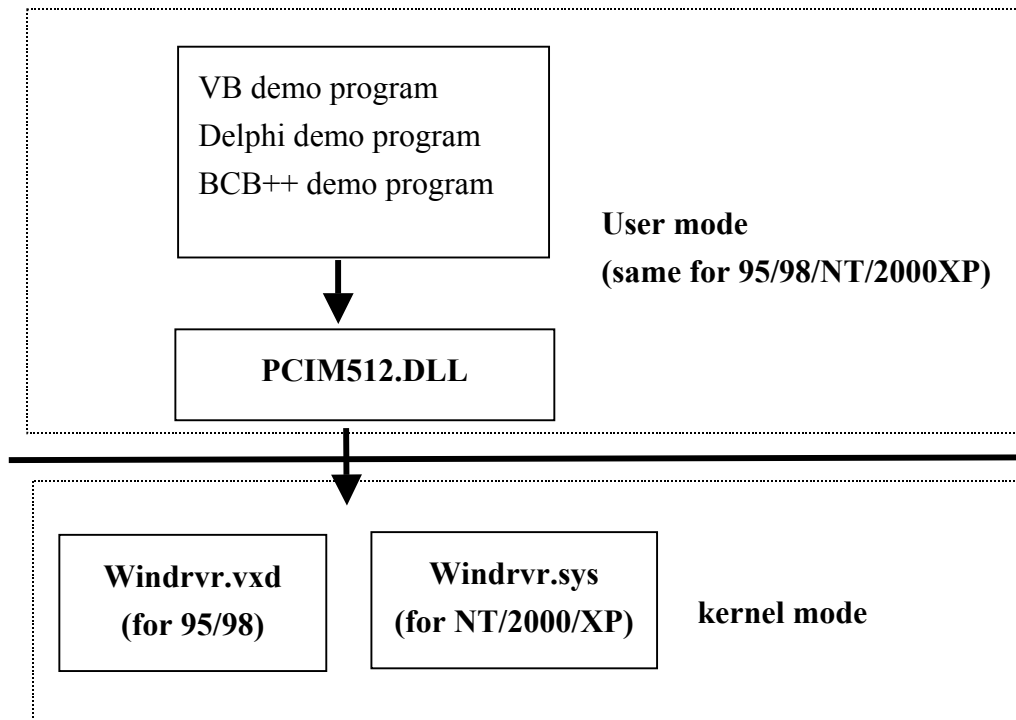 VB demo program
Delphi demo program
BCB++ demo program
User mode
(same for 95/98/NT/2000XP)
PCIM512.DLL
Windrvr.vxd
(for 95/98)
Windrvr.sys
(for NT/2000/XP)
kernel mode